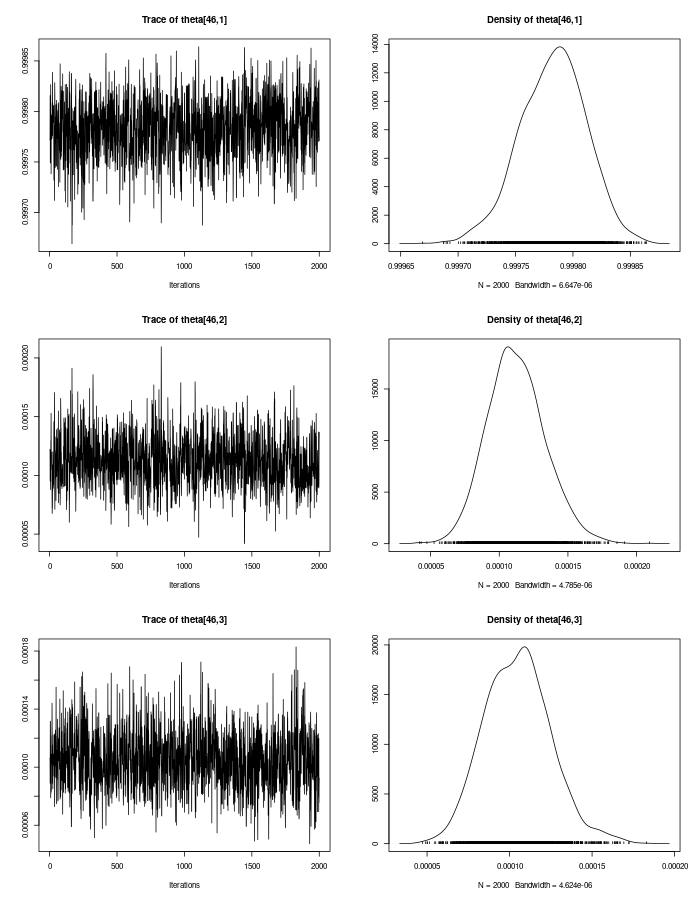 Trace of theta[46,1]
0.99970 0.99975 0.99980 0.99985
0 500 1000 1500 2000
Iterations
Density of theta[46,1]
0 2000 4000 6000 8000 10000 12000 14000
0.99965 0.99970 0.99975 0.99980 0.99985
N = 2000 Bandwidth = 6.647e-06
Trace of theta[46,2]
0.00005 0.00010 0.00015 0.00020
0 500 1000 1500 2000
Iterations
Density of theta[46,2]
0 5000 10000 15000
0.00005 0.00010 0.00015 0.00020
N = 2000 Bandwidth = 4.785e-06
Trace of theta[46,3]
0.00006 0.00010 0.00014 0.00018
0 500 1000 1500 2000
Iterations
Density of theta[46,3]
0 5000 10000 15000 20000
0.00005 0.00010 0.00015 0.00020
N = 2000 Bandwidth = 4.624e-06